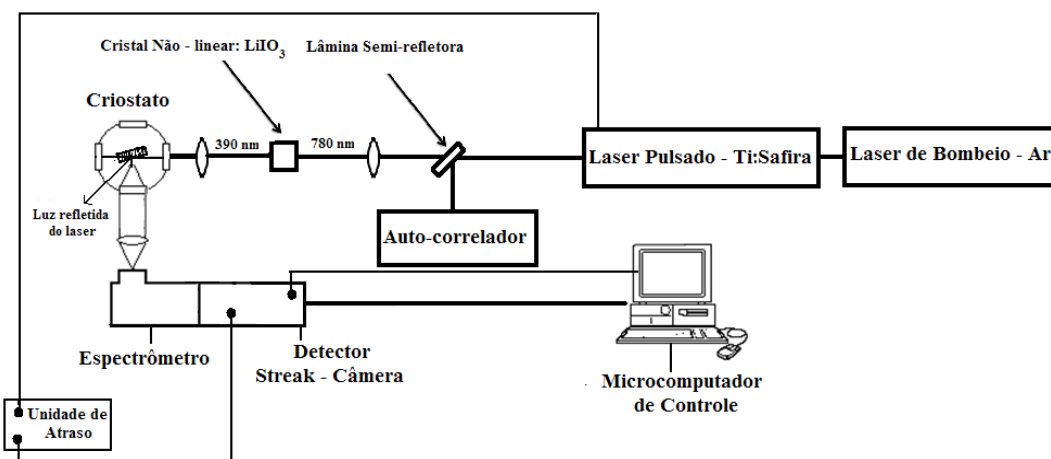 Cristal Não - linear: LiIO3
Lâmina Semi-refletora
Criostato
390 nm
780 nm
Laser Pulsado - Ti:Safira
Laser de Bombeio - Ar
Luz refletida
do laser
Auto-correlador
Espectrômetro
Detector
Streak - Câmera
Microcomputador
de Controle
Unidade de
Atraso